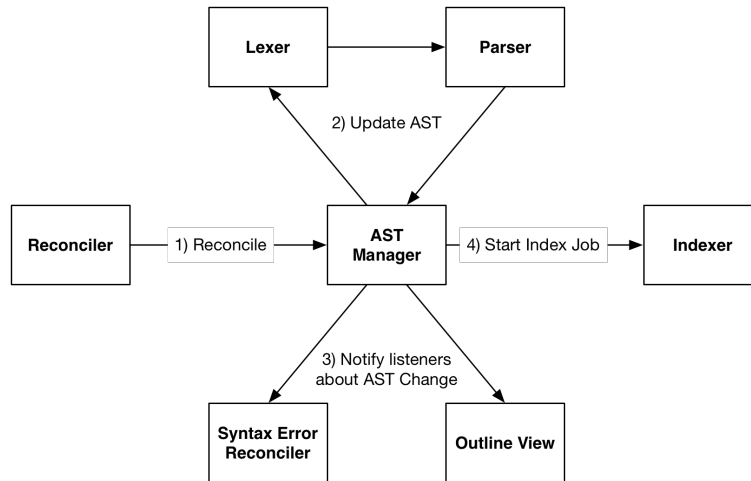 Lexer
Parser
2) Update AST
Reconciler
1) Reconcile
AST
Manager
4) Start Index Job
Indexer
3) Notify listeners
about AST Change
Syntax Error
Reconciler
Outline View